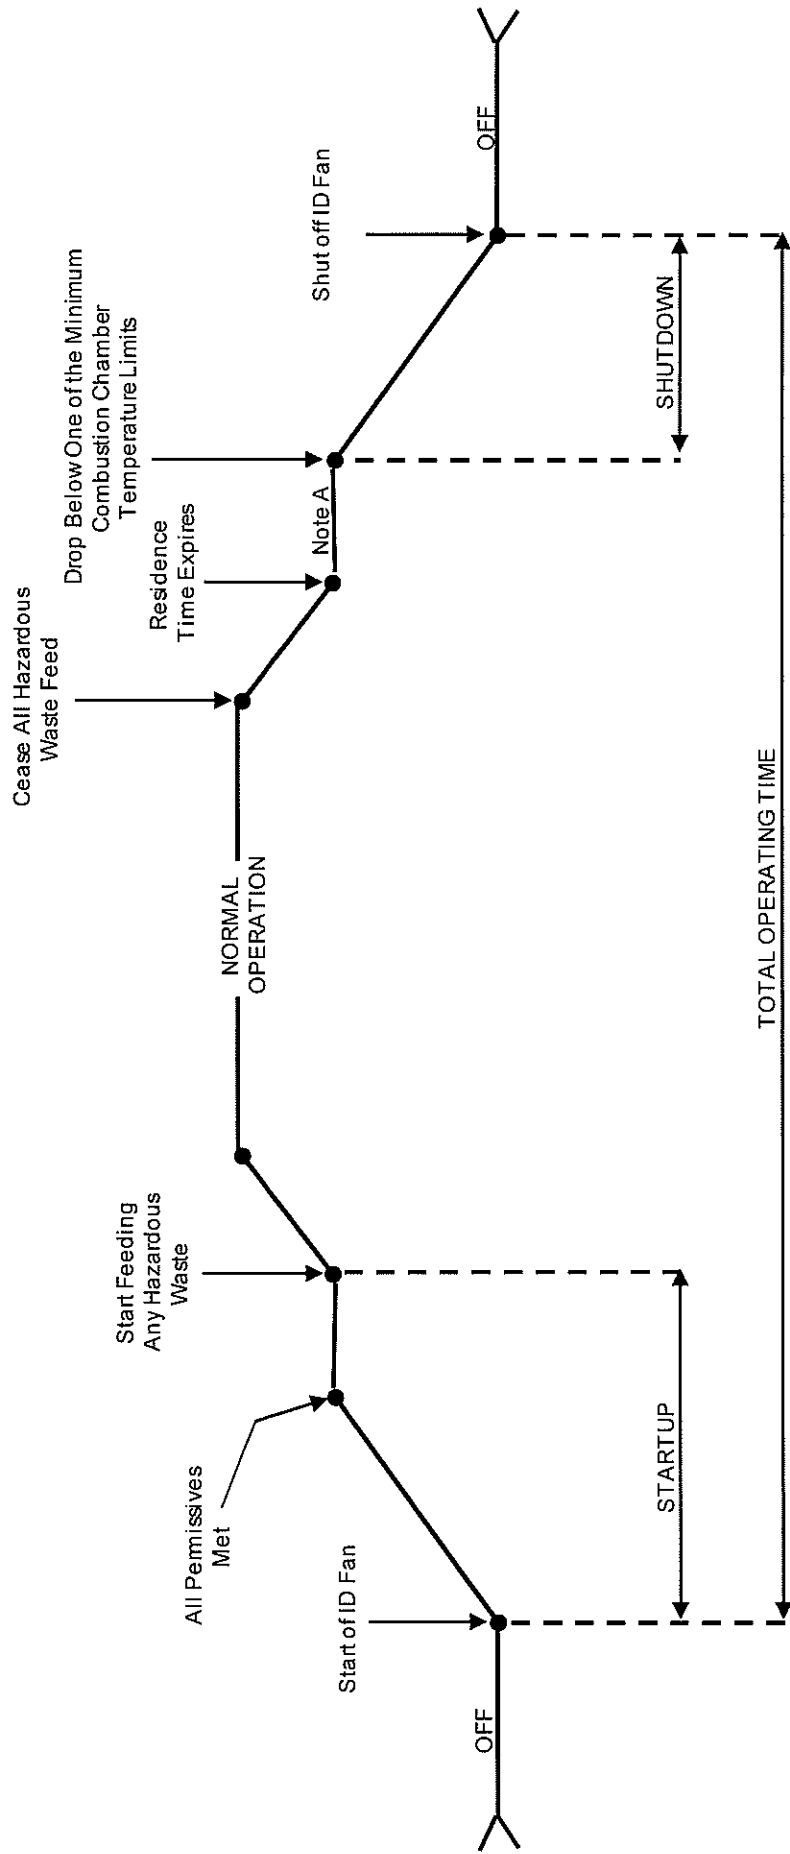 Cease All Hazardous
Waste Feed
Drop Below One of the Minimum
Combustion Chamber
Temperature Limits
Start Feeding
Any Hazardous
Waste
Residence
Time Expires
All Permissives
Met
NORMAL
OPERATION
Note A
Start of ID Fan
Shut off ID Fan
OFF
OFF
STARTUP
SHUTDOWN
TOTAL OPERATING TIME